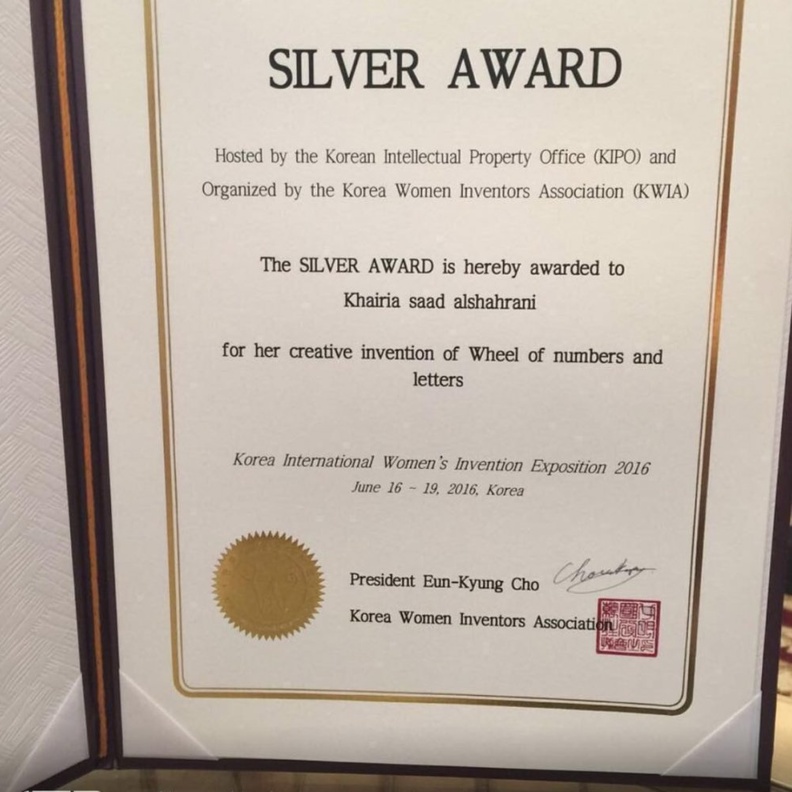 SILVER AWARD
Hosted by the Korean Intellectual Property Office (KIPO) and
Organized by the Korea Women Inventors Association (KWIA)
The SILVER AWARD is hereby awarded to
Khairia saad alshahrani
for her creative invention of Wheel of numbers and
letters
Korea International Women's Invention Exposition 2016
June 16 ~ 19, 2016, Korea
President Eun-Kyung Cho
Korea Women Inventors Association